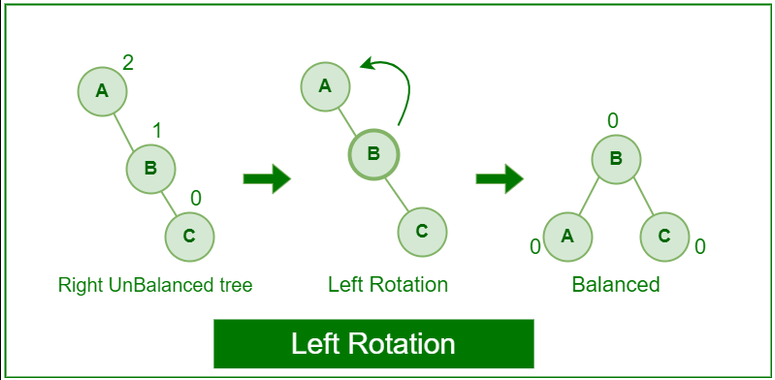 2
A
1
B
0
C
Right UnBalanced tree
A
B
C
Left Rotation
0
B
0 A C 0
Balanced
Left Rotation